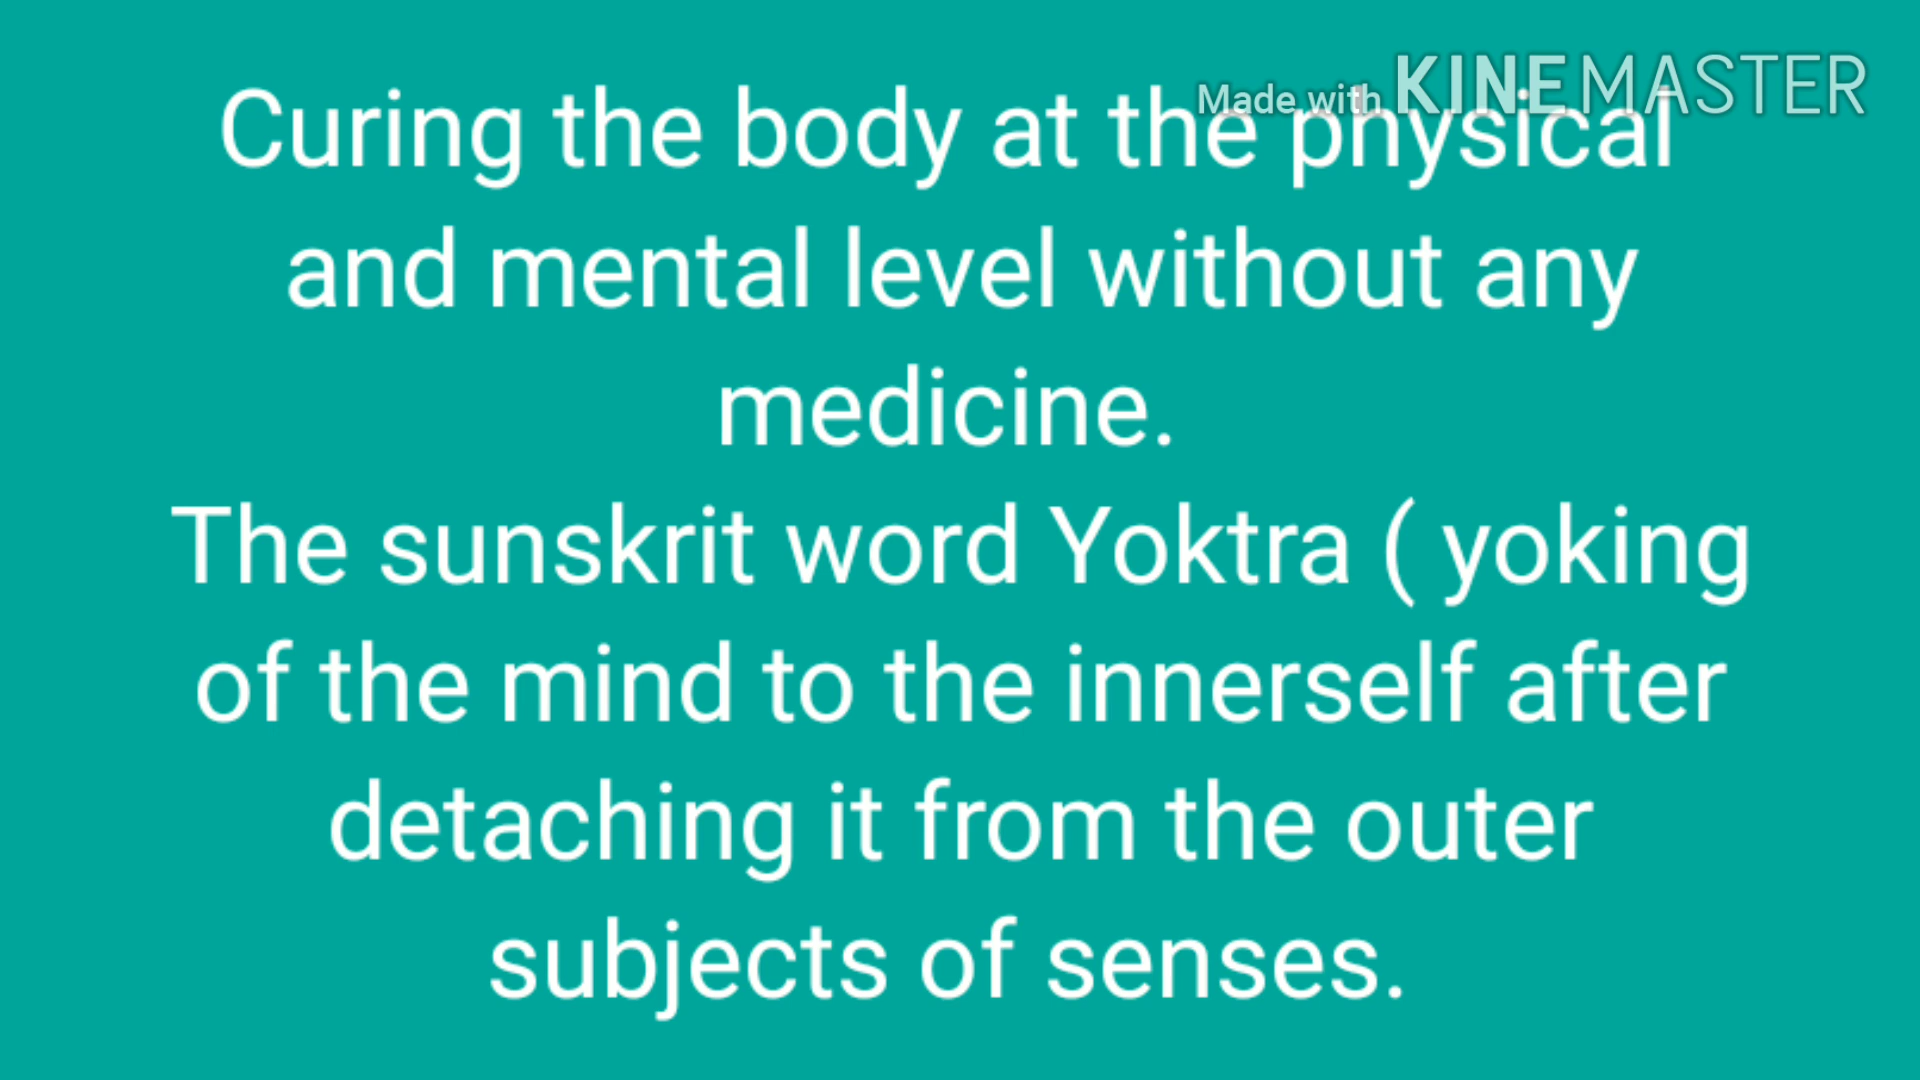 Made with KINEMASTER
Curing the body at the physical
and mental level without any
medicine.
The sunskrit word Yoktra ( yoking
of the mind to the innerself after
detaching it from the outer
subjects of senses.